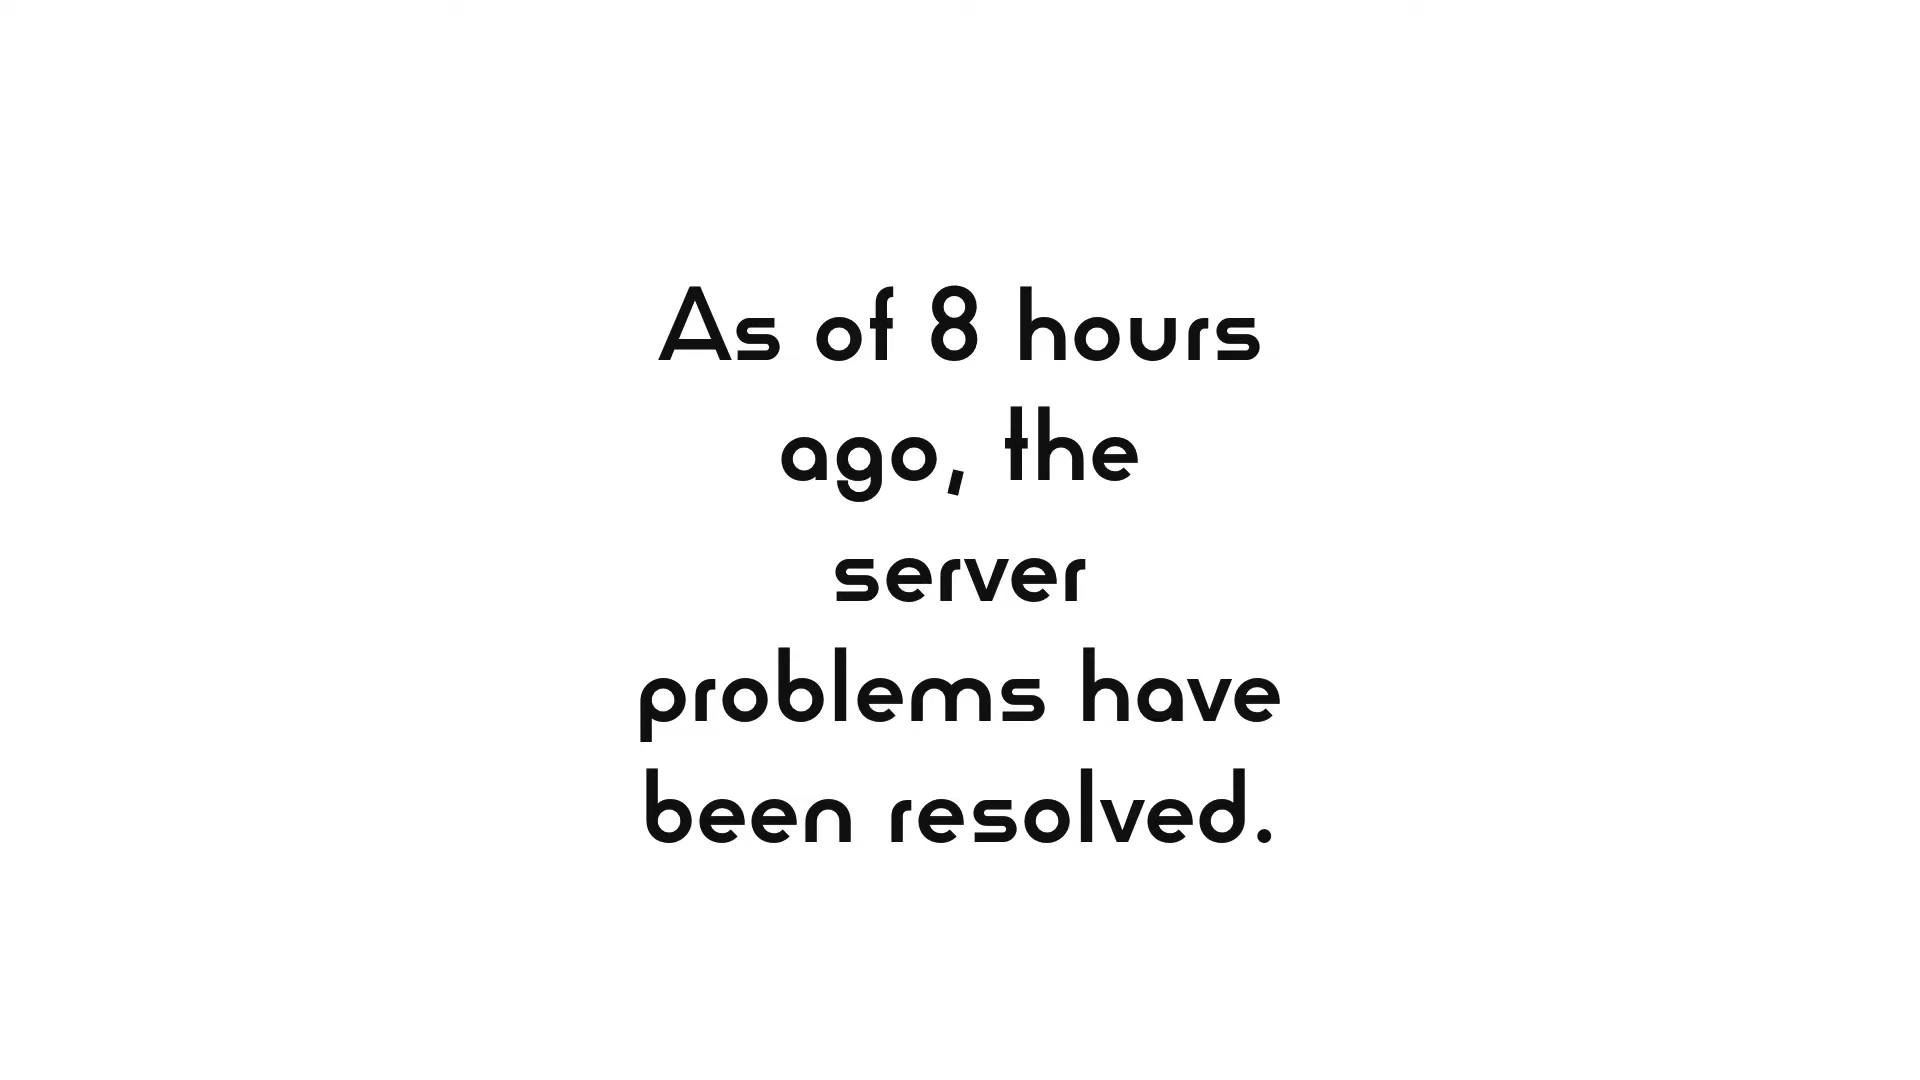 As of 8 hours
ago, the
server
problems have
been resolved.